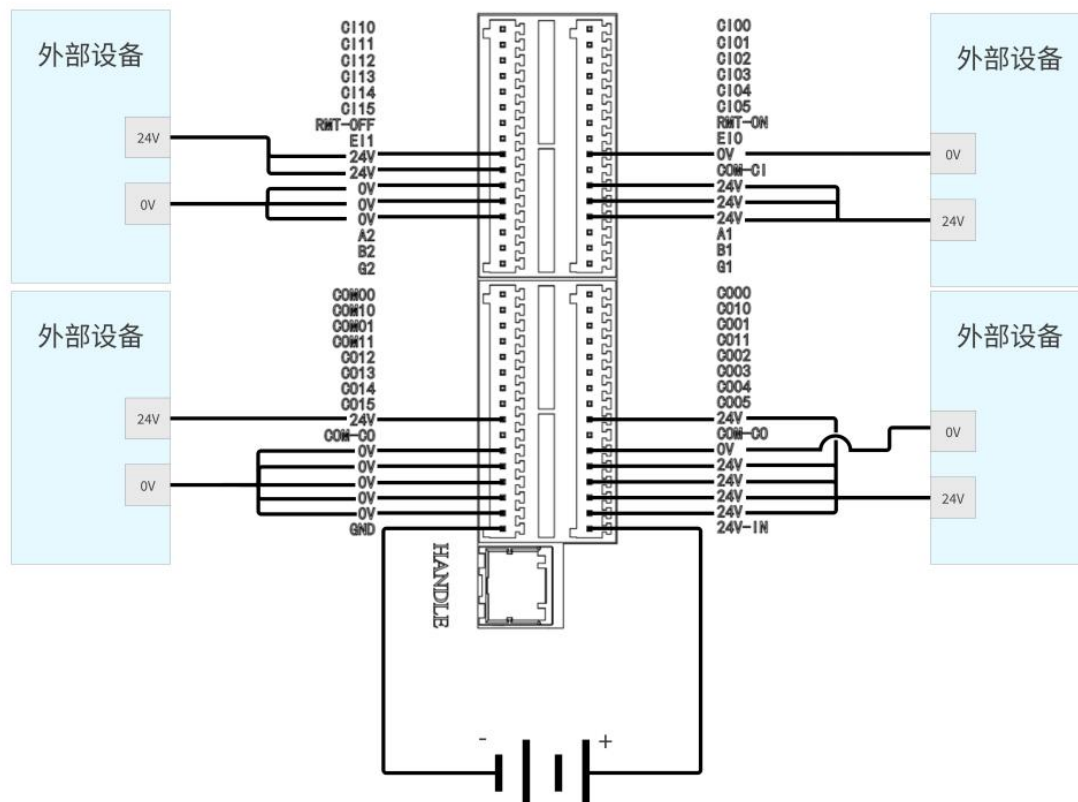 外部设备
24V
0V
CI10
CI11
CI12
CI13
CI14
CI15
RMT-OFF
EI1
24V
24V
0V
0V
0V
A2
B2
G2
CI00
CI01
CI02
CI03
CI04
CI05
RMT-ON
EI0
0V
COM-CI
24V
24V
24V
A1
B1
G1
外部设备
0V
24V
外部设备
24V
0V
COM00
COM10
COM01
COM11
CO12
CO13
CO14
CO15
24V
COM-CO
0V
0V
0V
0V
0V
GND
CO00
CO10
CO01
CO11
CO02
CO03
CO04
CO05
24V
COM-CO
0V
24V
24V
24V
24V
24V-IN
外部设备
0V
24V
HANDLE
- +